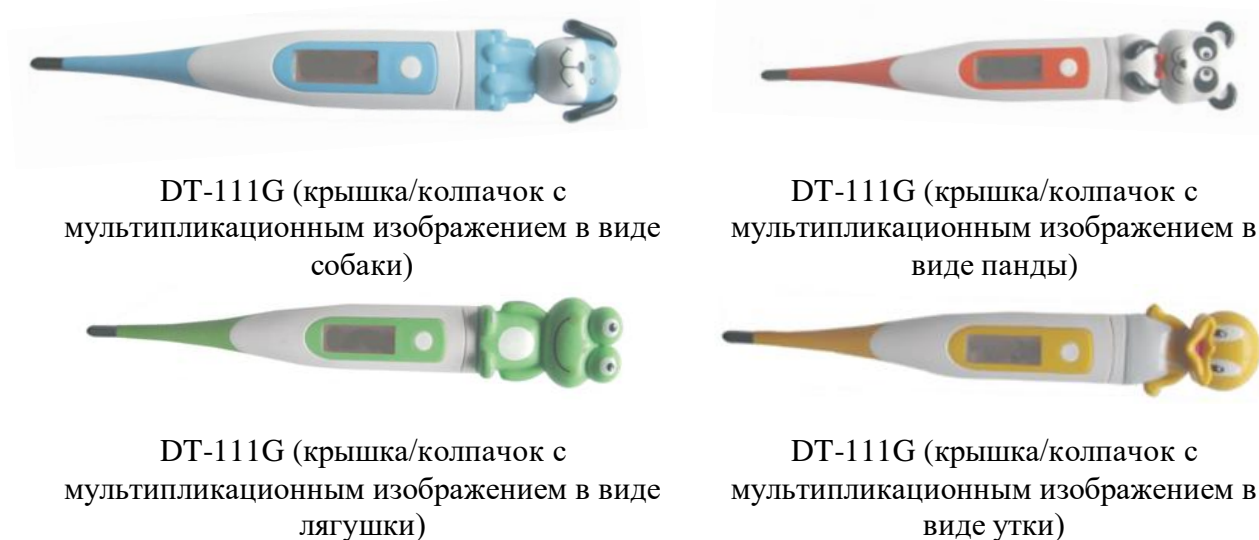 DT-111G (крышка/колпачок с
мультипликационным изображением в виде
собаки)
DT-111G (крышка/колпачок с
мультипликационным изображением в
виде панды)
DT-111G (крышка/колпачок с
мультипликационным изображением в виде
лягушки)
DT-111G (крышка/колпачок с
мультипликационным изображением в
виде утки)